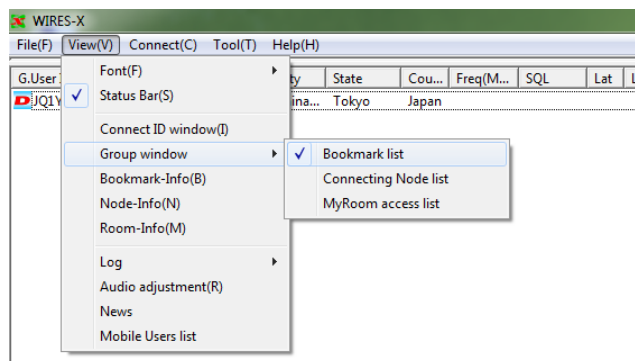 WIRES-X
File(F) View(V) Connect(C) Tool(T) Help(H)
G.User ty State Cou... Freq(M... SQL Lat L
D JQ1Y ina... Tokyo Japan
Font(F)
Status Bar(S)
Connect ID window(I)
Group window
Bookmark list
Bookmark-Info(B)
Connecting Node list
Node-Info(N)
MyRoom access list
Room-Info(M)
Log
Audio adjustment(R)
News
Mobile Users list